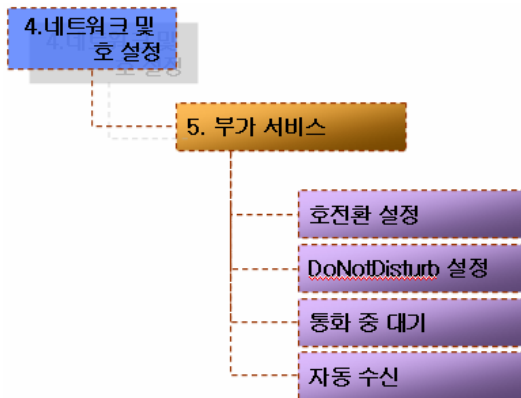 4.네트워크 및
호 설정
5. 부가 서비스
호전환 설정
DoNotDisturb 설정
통화 중 대기
자동 수신